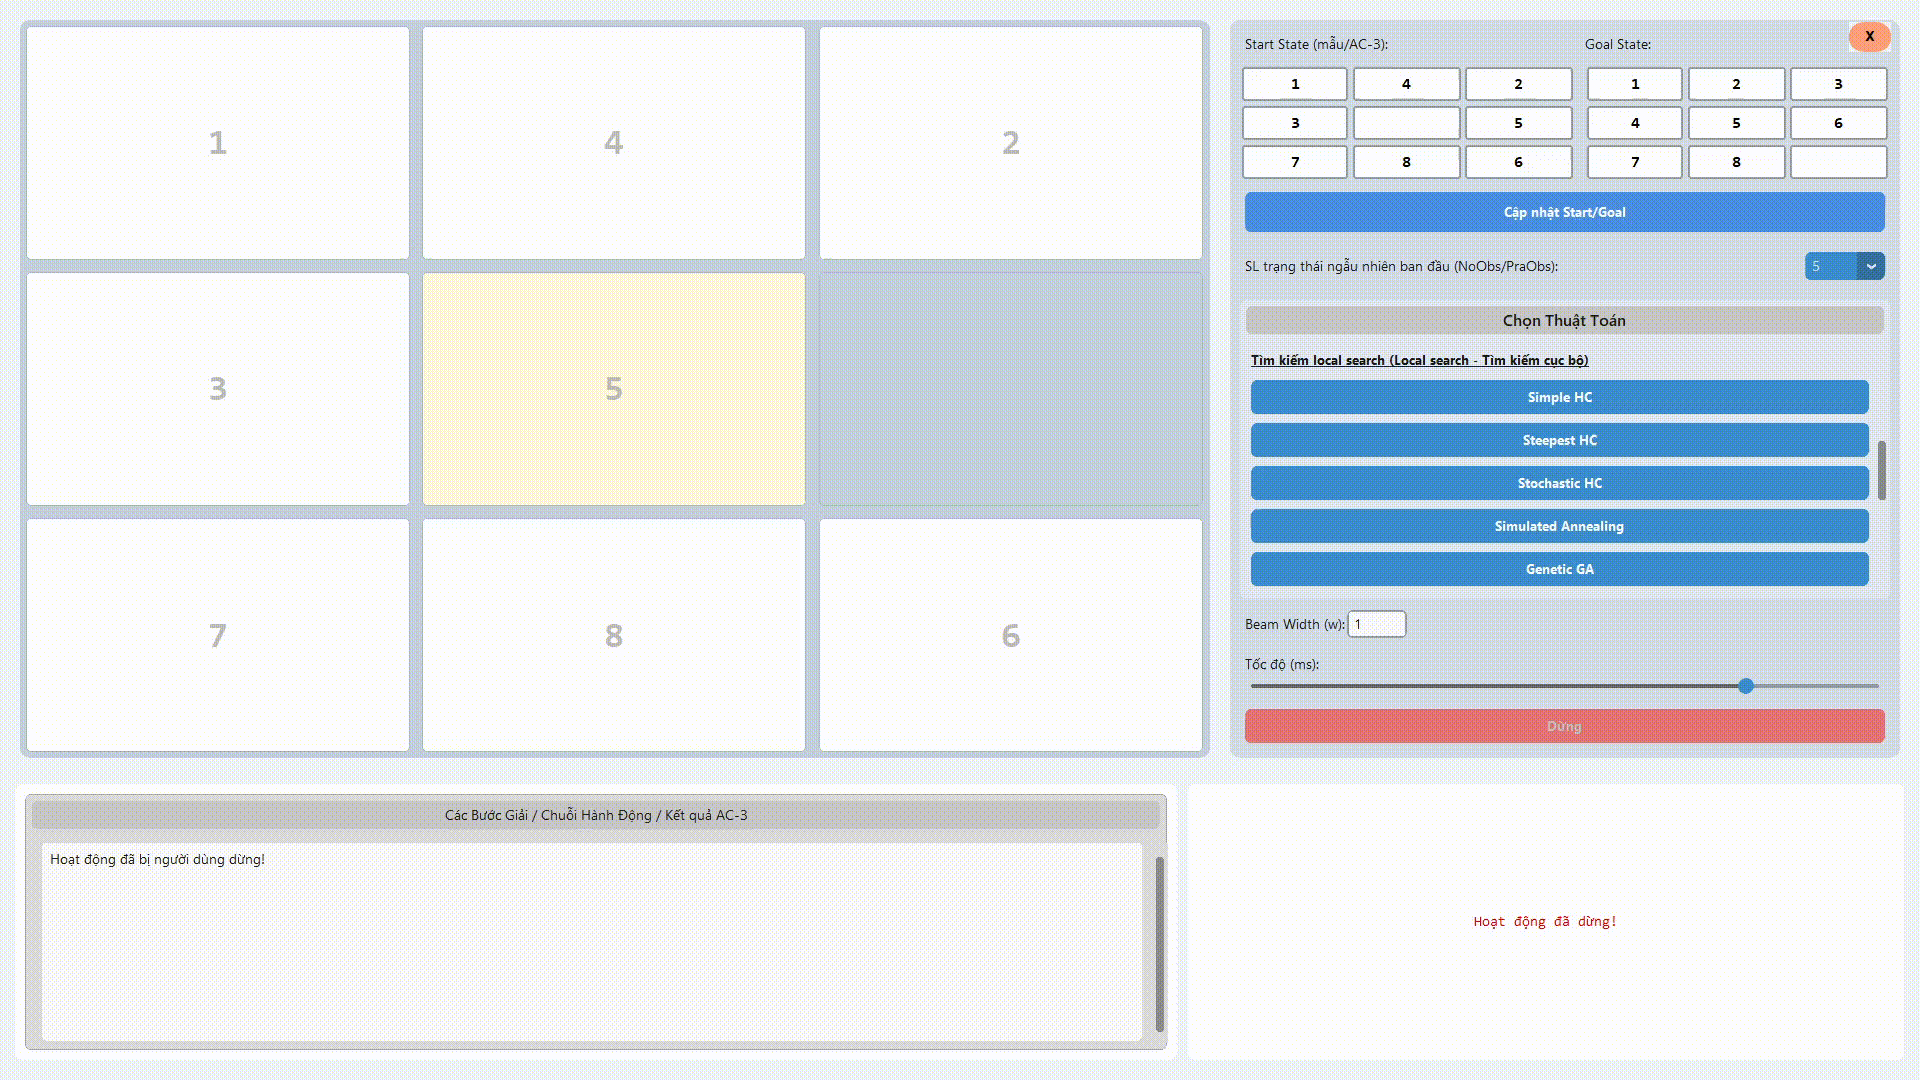 1 4 2
3 5
7 8 6
Start State (mẫu/AC-3):
1 4 2
3 5
7 8 6
Goal State:
1 2 3
4 5 6
7 8
X
Cập nhật Start/Goal
SL trạng thái ngẫu nhiên ban đầu (NoObs/PraObs):
5
Chọn Thuật Toán
Tìm kiếm local search (Local search - Tìm kiếm cục bộ)
Simple HC
Steepest HC
Stochastic HC
Simulated Annealing
Genetic GA
Beam Width (w): 1
Tốc độ (ms):
Dừng
Các Bước Giải / Chuỗi Hành Động / Kết quả AC-3
Hoạt động đã bị người dùng dừng!
Hoạt động đã dừng!